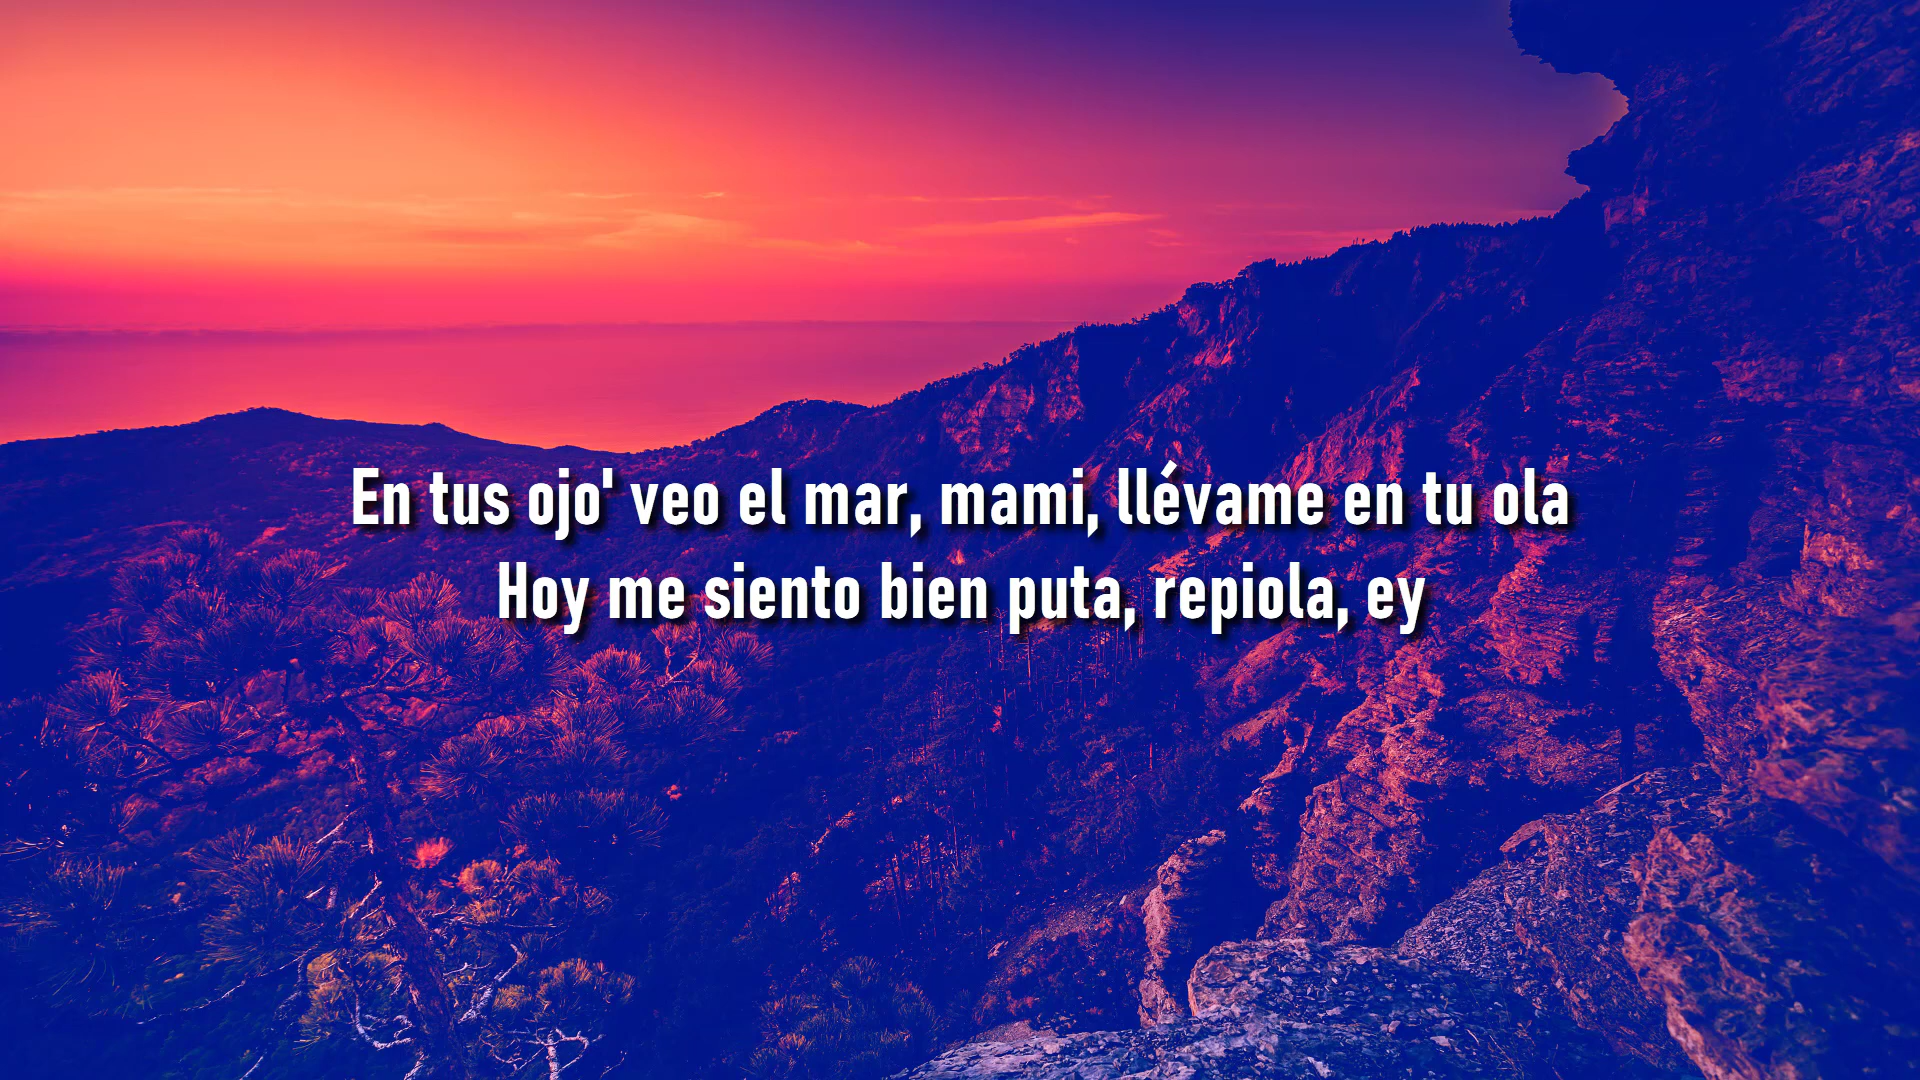 En tus ojo' veo el mar, mami, llévame en tu ola
Hoy me siento bien puta, repiola, ey